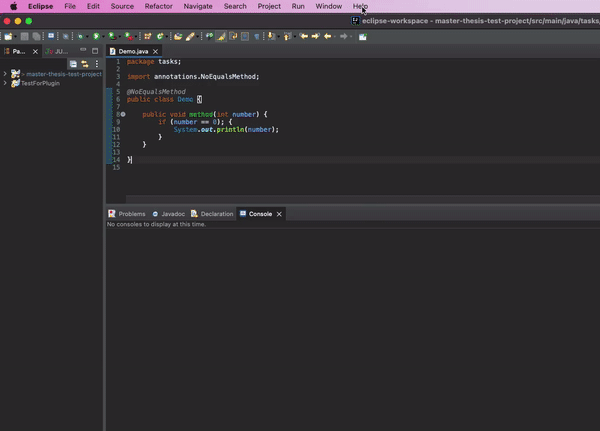 Eclipse File Edit Source Refactor Navigate Search Project Run Window Help
eclipse-workspace - master-thesis-test-project/src/main/java/tasks/
Pa... JU... Demo.java
1 package tasks;
2
3 import annotations.NoEqualsMethod;
4
5 @NoEqualsMethod
6 public class Demo {
7
8 public void method(int number) {
9 if (number == 0); {
10 System.out.println(number);
11 }
12 }
13
14 }
15
> master-thesis-test-project
TestForPlugin
Problems Javadoc Declaration Console
No consoles to display at this time.